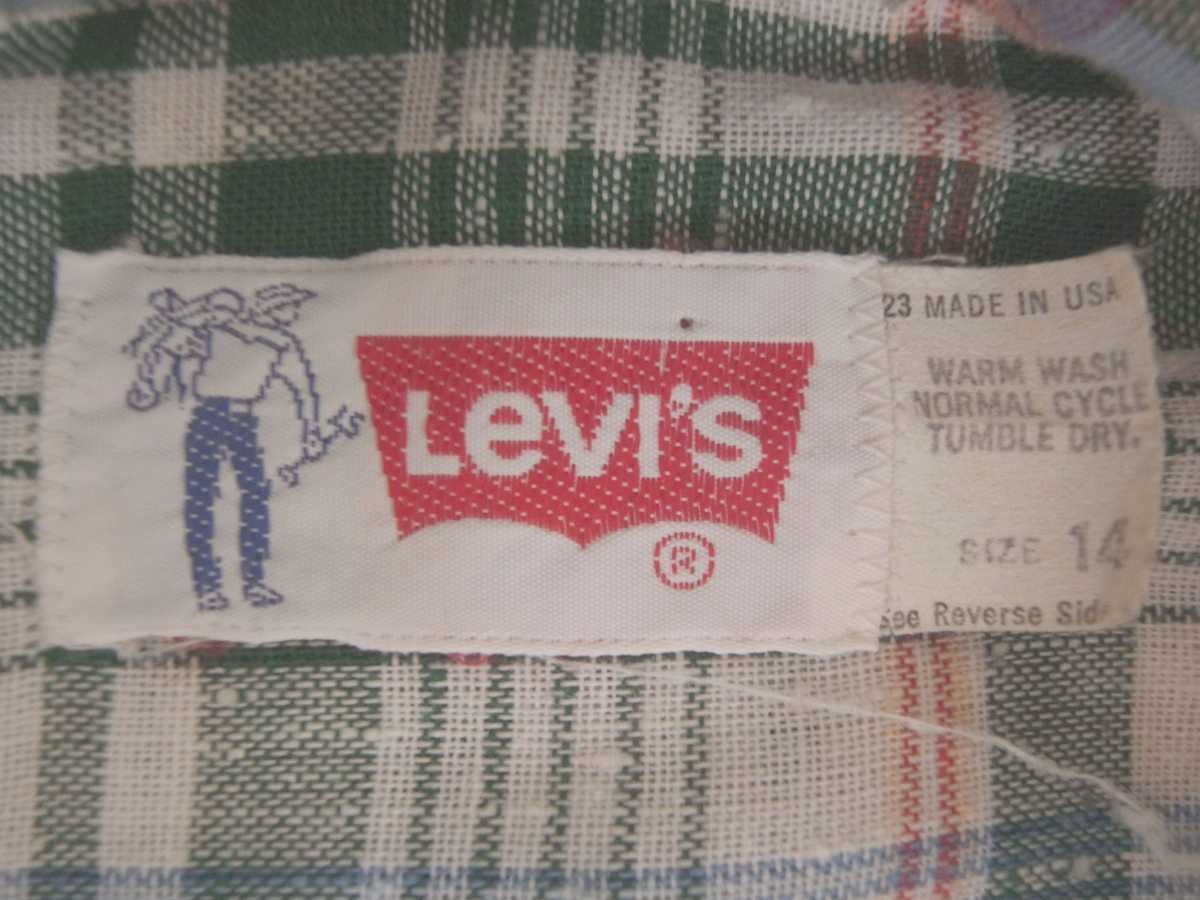 LEVI'S
®
23 MADE IN USA
WARM WASH
NORMAL CYCLE
TUMBLE DRY.
SIZE 14
See Reverse Side